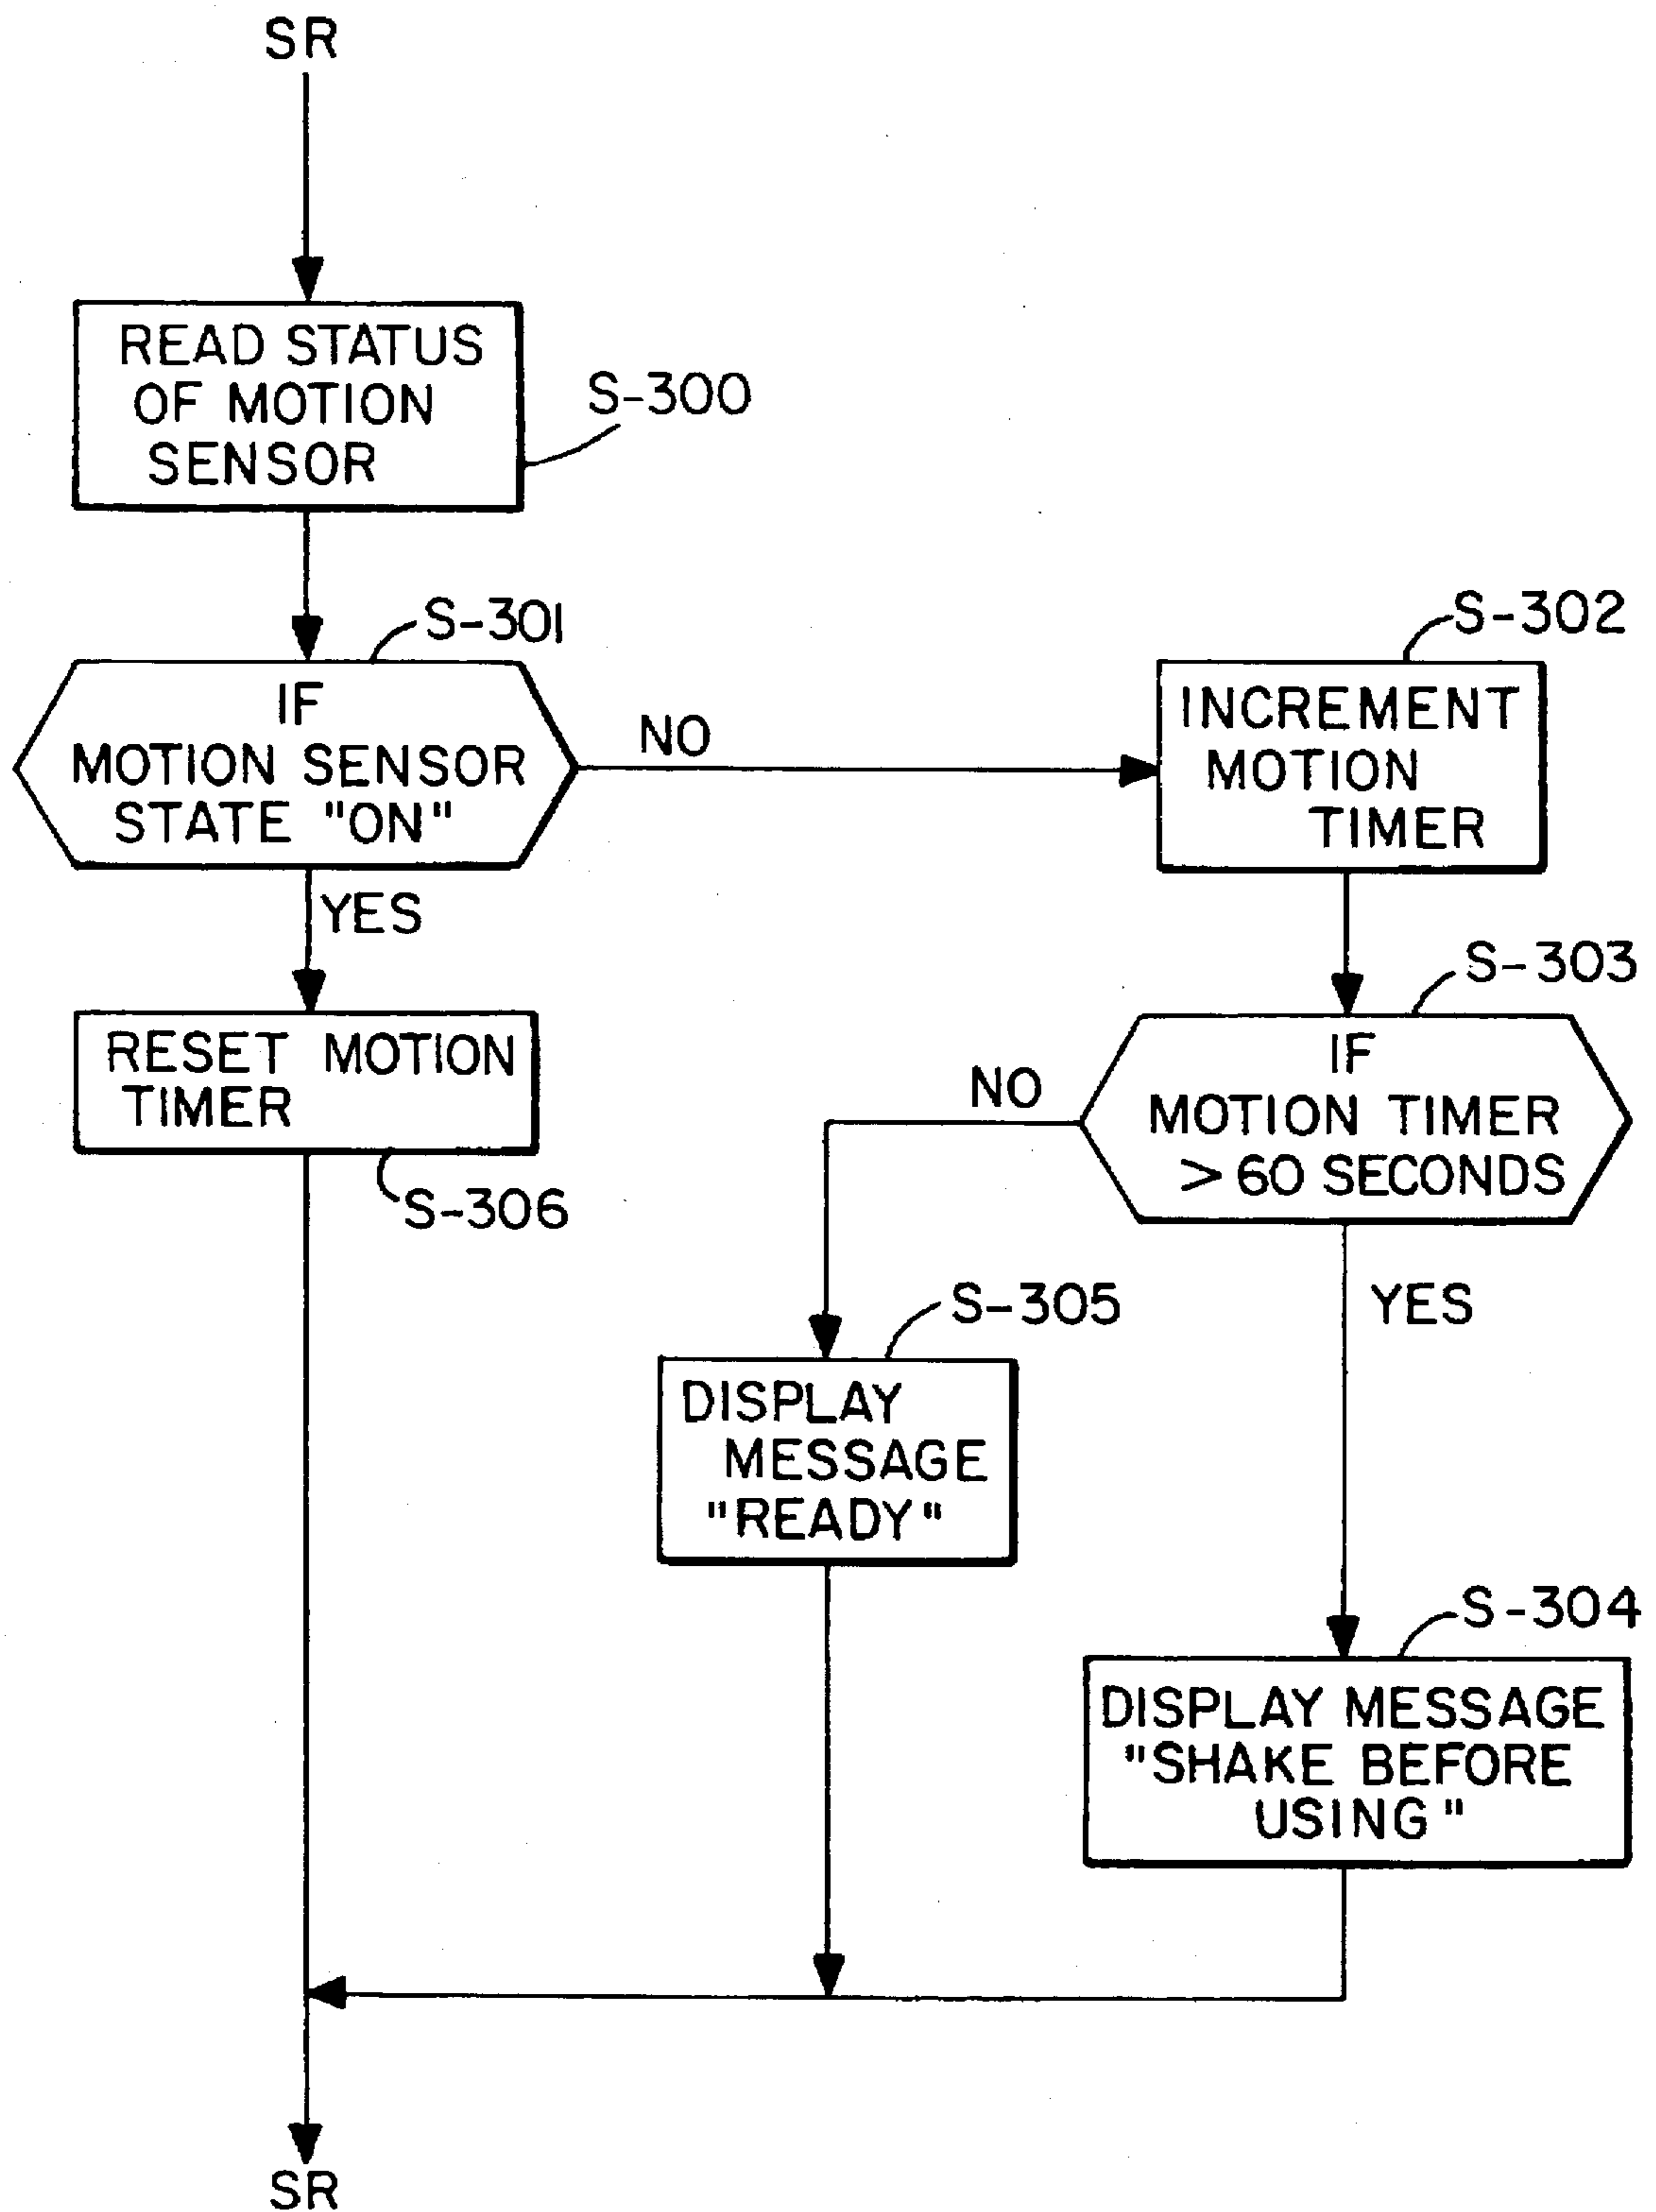 SR
READ STATUS
OF MOTION
SENSOR
S-300
S-301
IF
MOTION SENSOR
STATE "ON"
NO
S-302
INCREMENT
MOTION
TIMER
YES
RESET MOTION
TIMER
S-306
S-303
IF
MOTION TIMER
> 60 SECONDS
NO
YES
S-305
DISPLAY
MESSAGE
"READY"
S-304
DISPLAY MESSAGE
"SHAKE BEFORE
USING"
SR